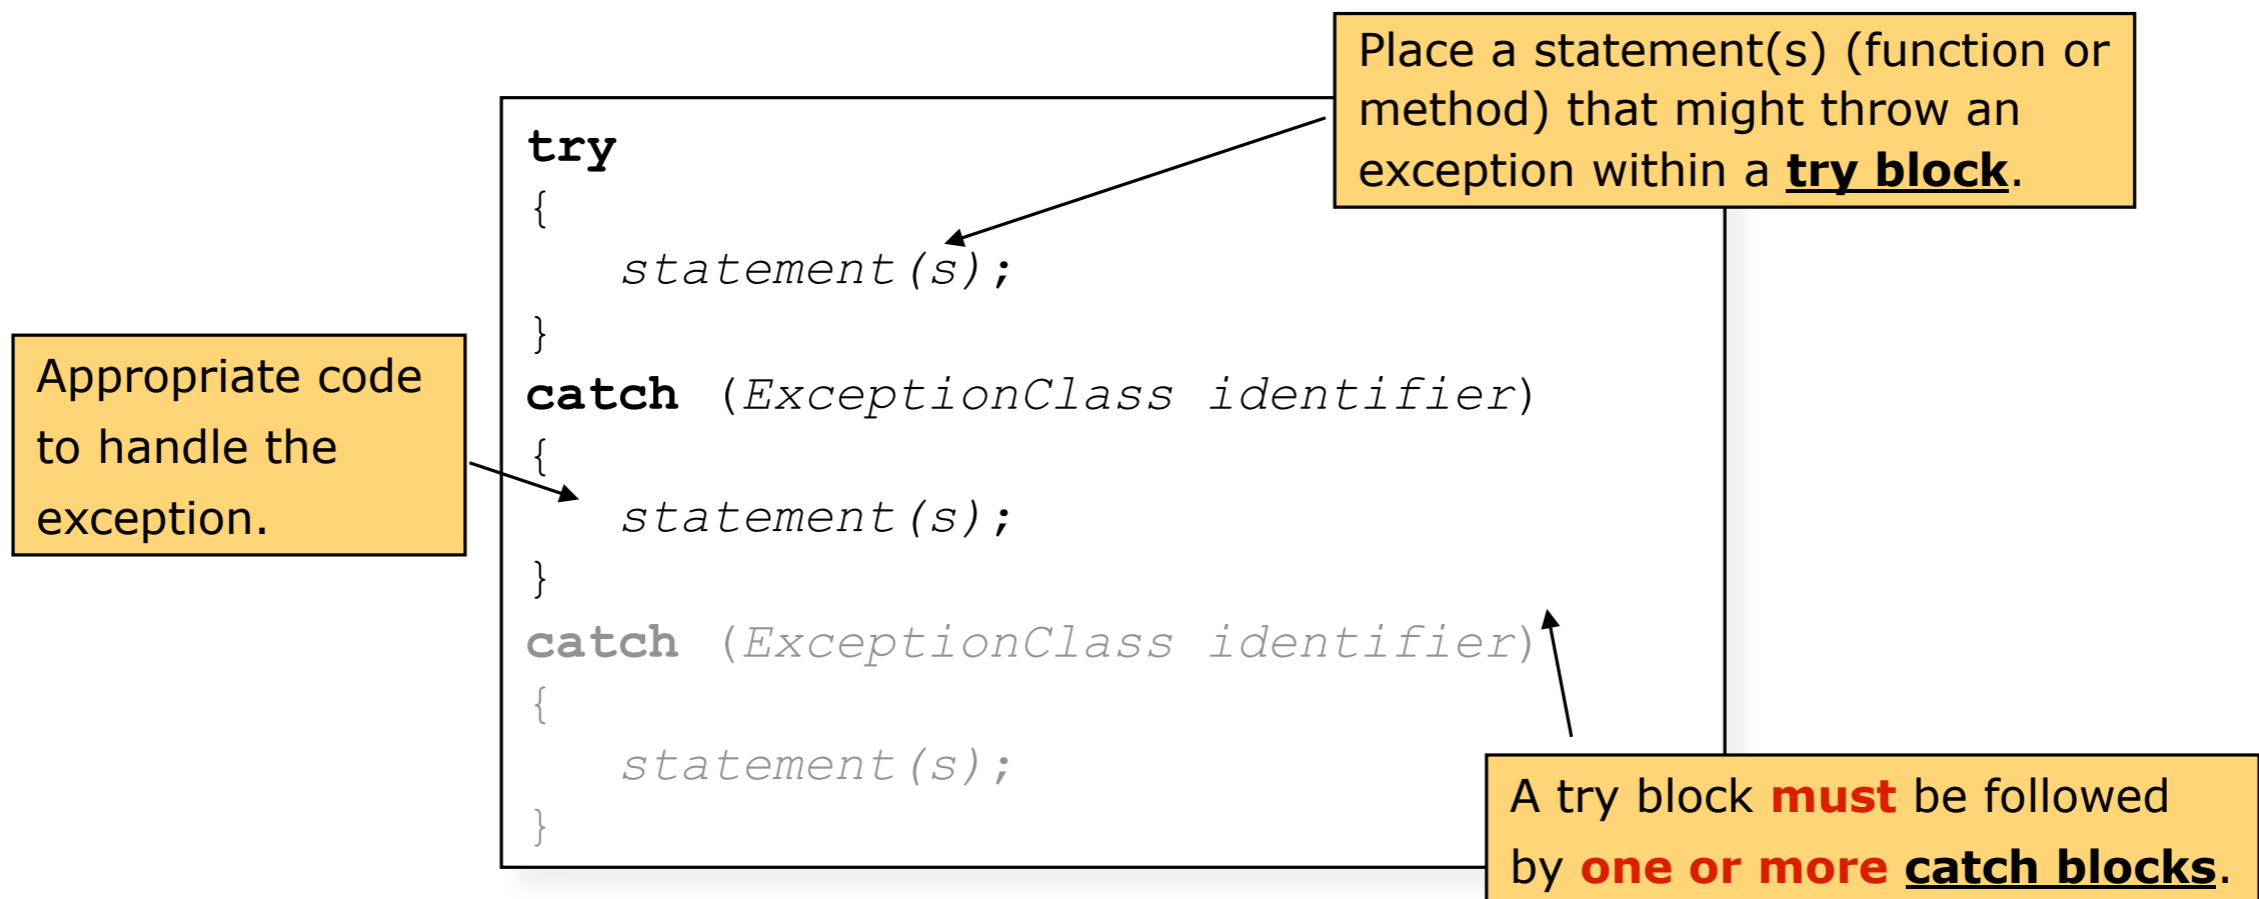 Place a statement(s) (function or
method) that might throw an
exception within a try block.
try
{
statement(s);
}
catch (ExceptionClass identifier)
{
statement(s);
}
catch (ExceptionClass identifier)
{
statement(s);
}
Appropriate code
to handle the
exception.
A try block must be followed
by one or more catch blocks.